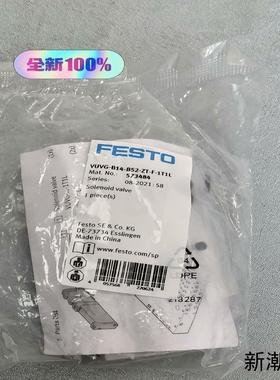 全新100%
FESTO
VUVG-B14-B52-ZT-F-1T1L
Mat. No.: 573484
Series: 08-2021:58
Solenoid valve
1 piece(s)
Festo SE & Co. KG
DE-73734 Esslingen
Made in China
www.festo.com/sp
新潮